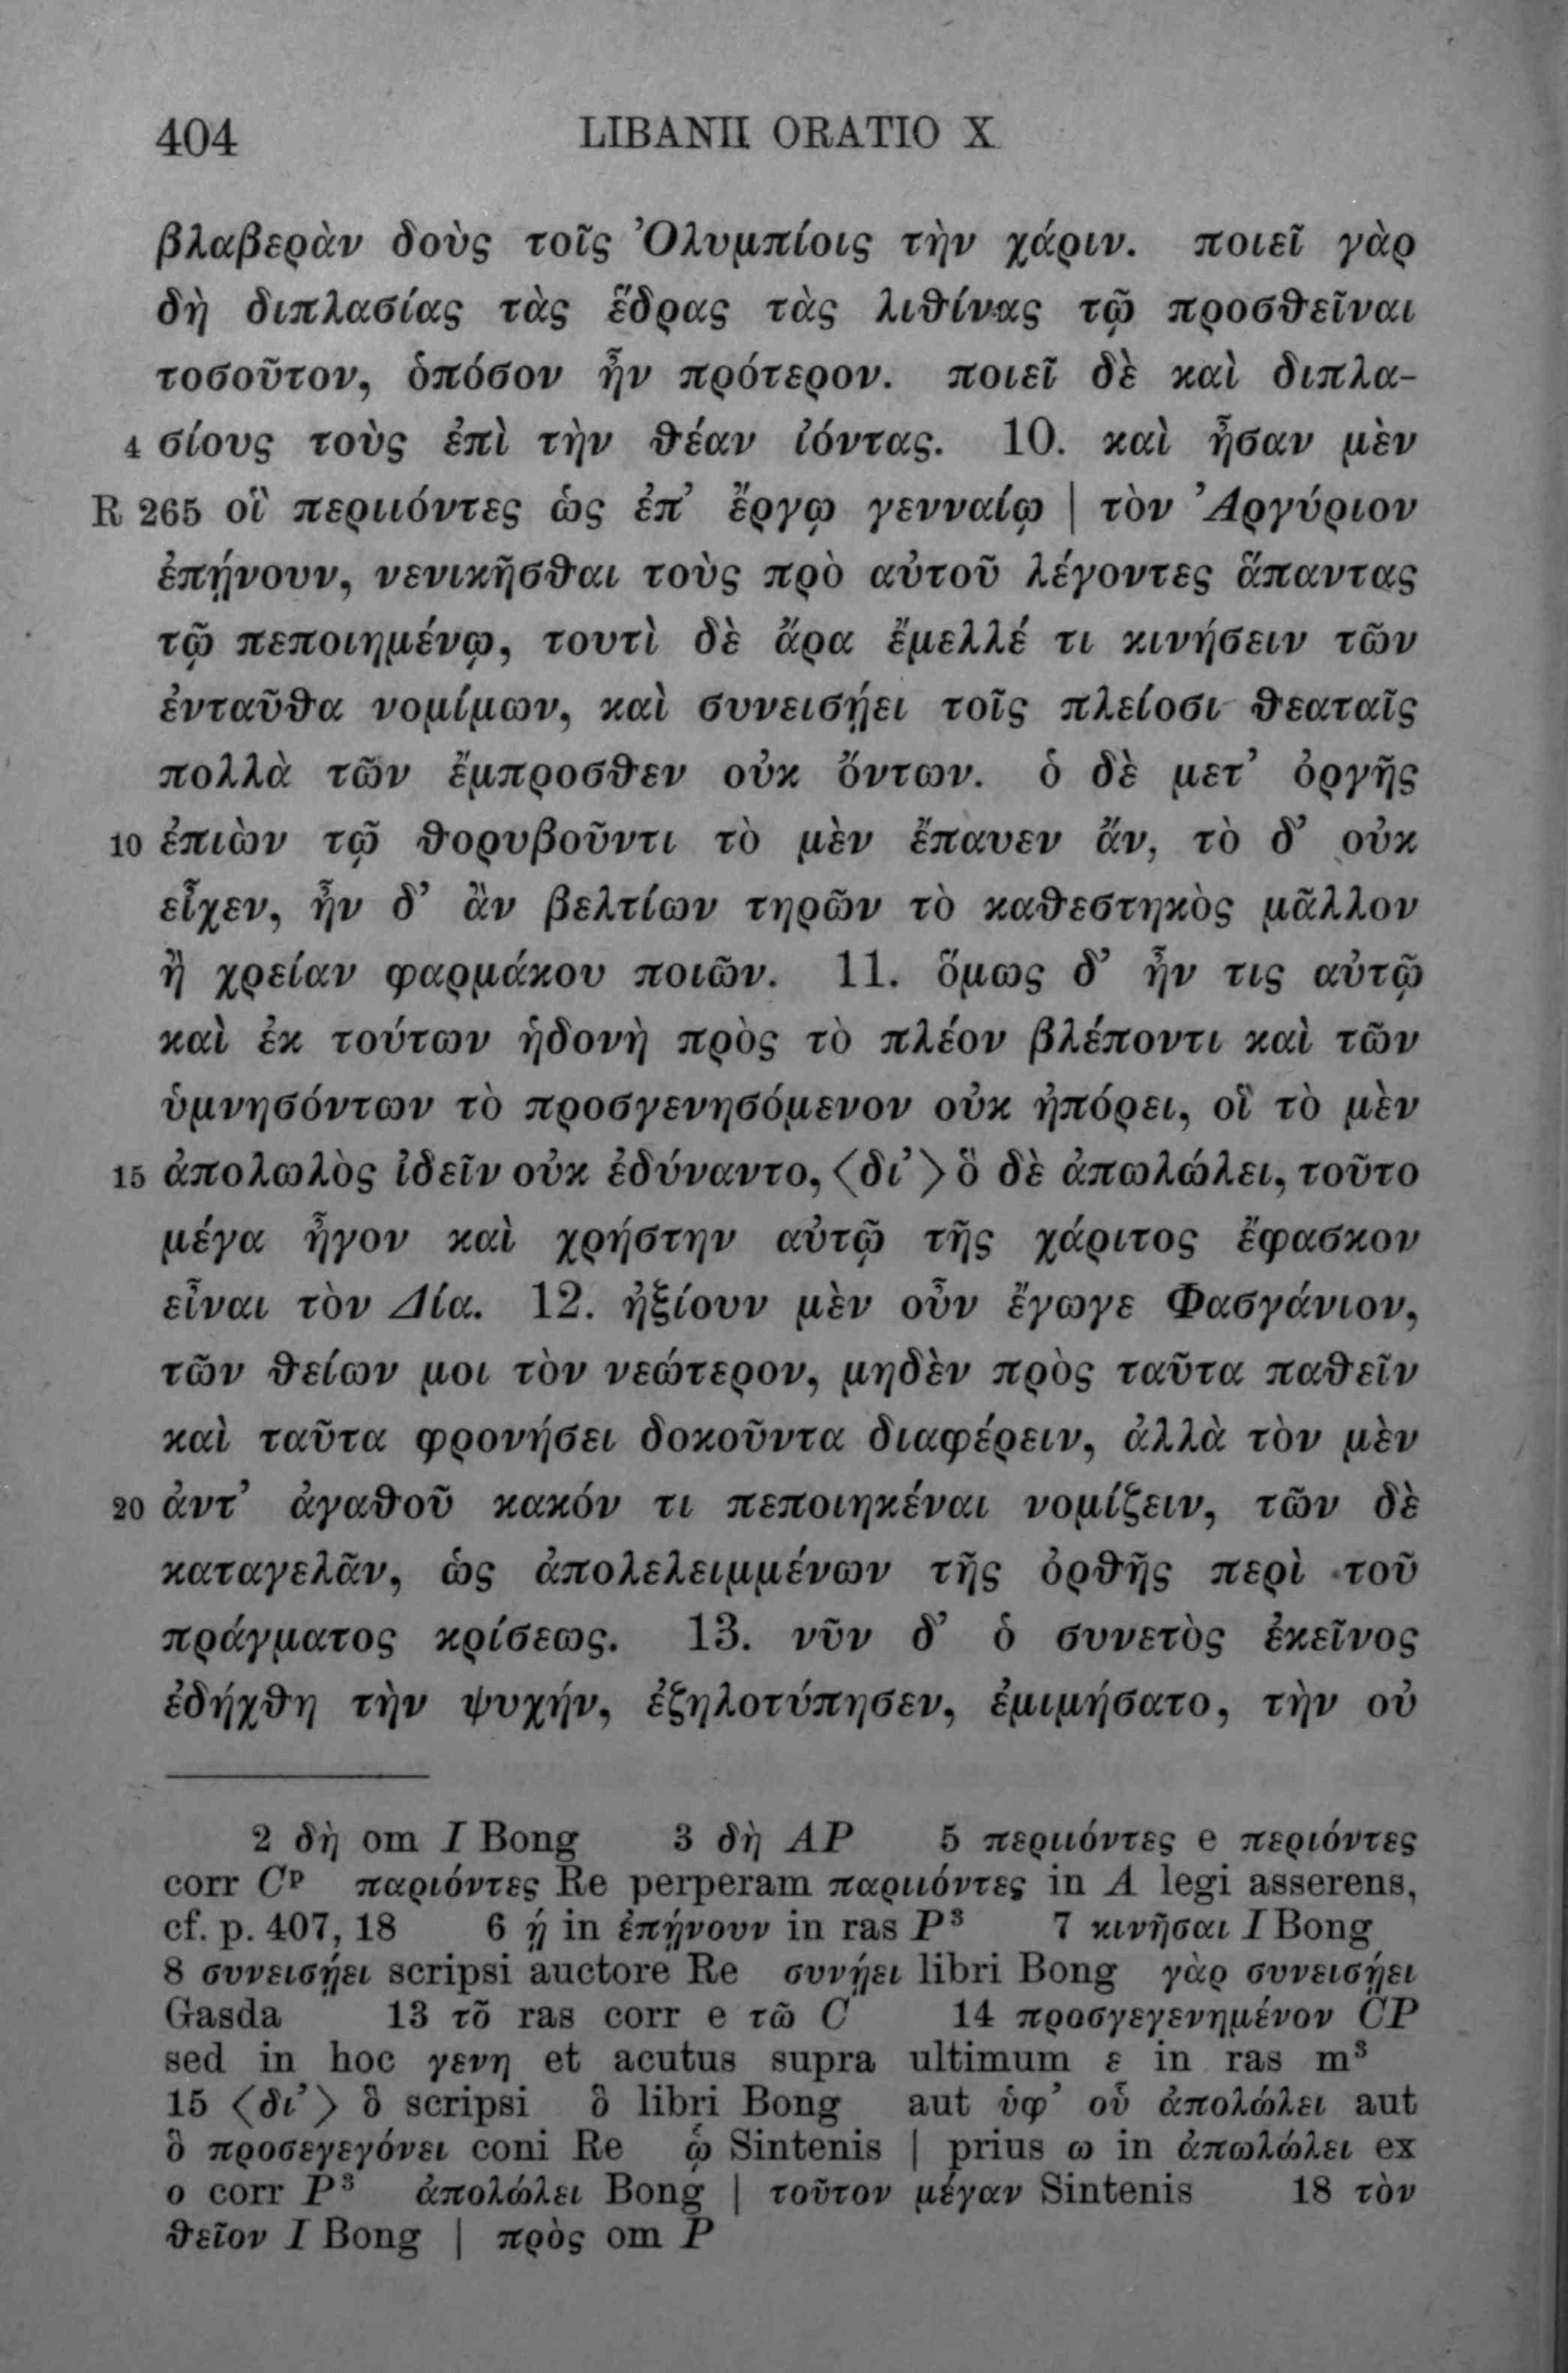 404 LIBANII ORATIO X
βλαβερὰν δοὺς τοῖς Ὀλυμπίοις τὴν χάριν. ποιεῖ γὰρ
δὴ διπλασίας τὰς ἕδρας τὰς λιθίνας τῷ προσθεῖναι
τοσοῦτον, ὁπόσον ἦν πρότερον. ποιεῖ δὲ καὶ διπλα-
4 σίους τοὺς ἐπὶ τὴν θέαν ἰόντας. 10. καὶ ἦσαν μὲν
R 265 οἳ περιιόντες ὡς ἐπ’ ἔργῳ γενναίῳ | τὸν Ἀργύριον
ἐπῄνουν, νενικῆσθαι τοὺς πρὸ αὐτοῦ λέγοντες ἅπαντας
τῷ πεποιημένῳ, τουτὶ δὲ ἄρα ἔμελλέ τι κινήσειν τῶν
ἐνταῦθα νομίμων, καὶ συνεισῄει τοῖς πλείοσι θεαταῖς
πολλὰ τῶν ἔμπροσθεν οὐκ ὄντων. ὁ δὲ μετ’ ὀργῆς
10 ἐπιὼν τῷ θορυβοῦντι τὸ μὲν ἔπαυεν ἄν, τὸ δ’ οὐκ
εἶχεν, ἦν δ’ ἂν βελτίων τηρῶν τὸ καθεστηκὸς μᾶλλον
ἢ χρείαν φαρμάκου ποιῶν. 11. ὅμως δ’ ἦν τις αὐτῷ
καὶ ἐκ τούτων ἡδονὴ πρὸς τὸ πλέον βλέποντι καὶ τῶν
ὑμνησόντων τὸ προσγενησόμενον οὐκ ἠπόρει, οἳ τὸ μὲν
15 ἀπολωλὸς ἰδεῖν οὐκ ἐδύναντο, ⟨δι’⟩ ὃ δὲ ἀπωλώλει, τοῦτο
μέγα ἦγον καὶ χρήστην αὐτῷ τῆς χάριτος ἔφασκον
εἶναι τὸν Δία. 12. ἠξίουν μὲν οὖν ἔγωγε Φασγάνιον,
τῶν θείων μοι τὸν νεώτερον, μηδὲν πρὸς ταῦτα παθεῖν
καὶ ταῦτα φρονήσει δοκοῦντα διαφέρειν, ἀλλὰ τὸν μὲν
20 ἀντ’ ἀγαθοῦ κακόν τι πεποιηκέναι νομίζειν, τῶν δὲ
καταγελᾶν, ὡς ἀπολελειμμένων τῆς ὀρθῆς περὶ τοῦ
πράγματος κρίσεως. 13. νῦν δ’ ὁ συνετὸς ἐκεῖνος
ἐδήχθη τὴν ψυχήν, ἐζηλοτύπησεν, ἐμιμήσατο, τὴν οὐ
2 δὴ om I Bong 3 δὴ AP 5 περιιόντες e περιόντες
corr Cᵖ παριόντες Re perperam παριιόντες in A legi asserens,
cf. p. 407, 18 6 ῄ in ἐπῄνουν in ras P³ 7 κινῆσαι I Bong
8 συνεισῄει scripsi auctore Re συνῄει libri Bong γὰρ συνεισῄει
Gasda 13 τὸ ras corr e τῶ C 14 προσγεγενημένον CP
sed in hoc γενη et acutus supra ultimum ε in ras m³
15 ⟨δι’⟩ ὃ scripsi ὃ libri Bong aut ὑφ’ οὗ ἀπολώλει aut
ὃ προσεγεγόνει coni Re ᾧ Sintenis | prius ω in ἀπωλώλει ex
ο corr P³ ἀπολώλει Bong | τοῦτον μέγαν Sintenis 18 τὸν
θεῖον I Bong | πρὸς om P